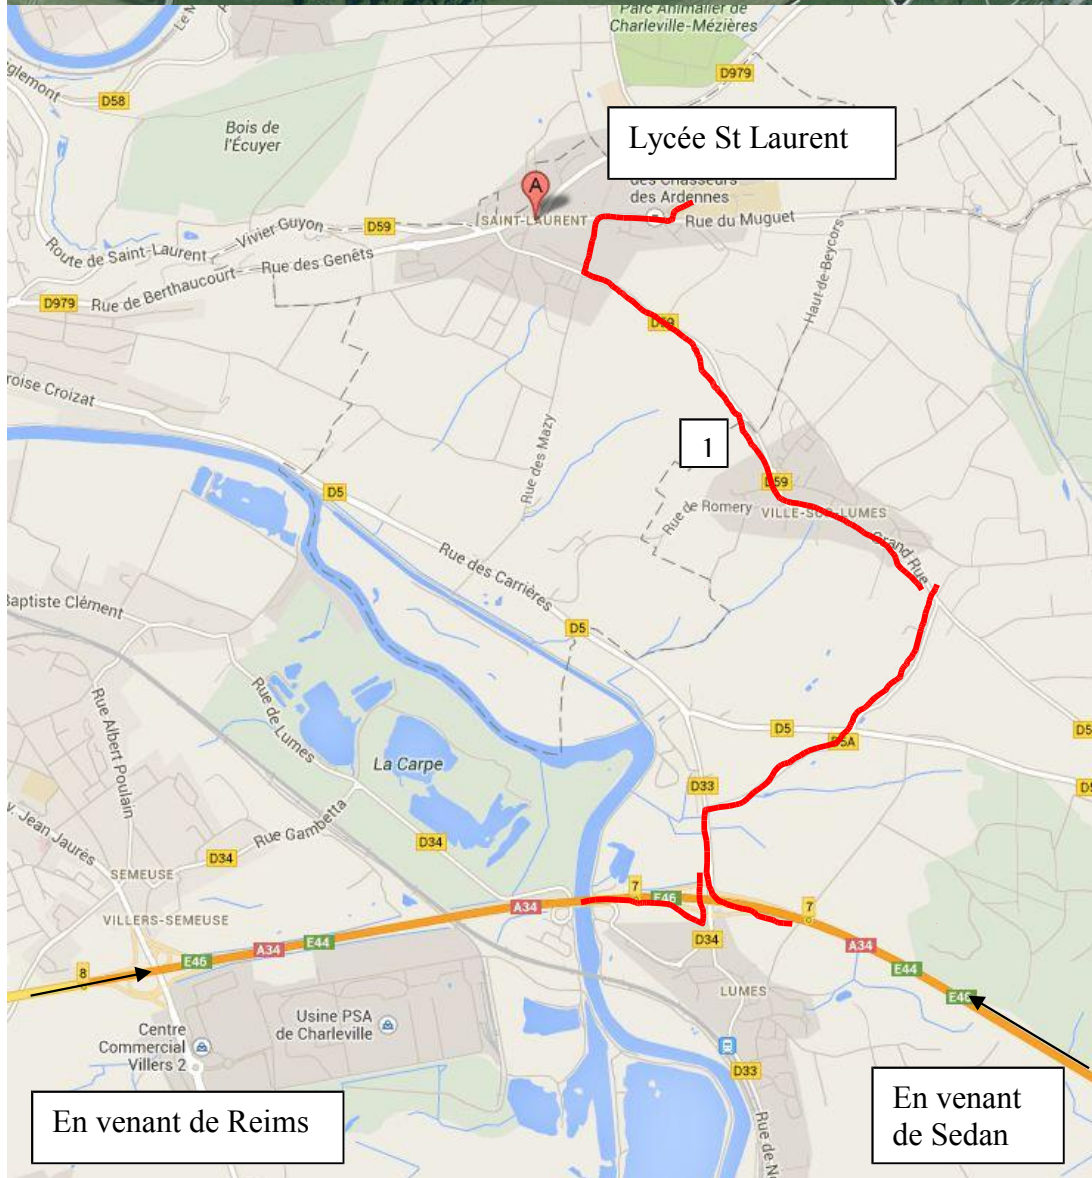 Parc Animalier de
Charleville-Mézières
D979
D58
Bois de
l'Écuyer
Lycée St Laurent
des Chasseurs
des Ardennes
A
SAINT-LAURENT
Rue du Muguet
Vivier Guyon
D59
Route de Saint-Laurent
Rue des Genêts
Rue de Berthaucourt
D979
Haut-de-Beycors
D59
roise Croizat
1
Rue des Mazy
D59
D5
Rue de Romery
VILLE-SUR-LUMES
Grand Rue
Rue des Carrières
Baptiste Clément
D5
Rue Albert Poulain
Rue de Lumes
D5
D5
D5A
La Carpe
D33
D5
v. Jean Jaurès
Rue Gambetta
D34
D34
SEMEUSE
7
E46
7
VILLERS-SEMEUSE
A34
D34
A34
E44
A34
E46
E44
8
E46
LUMES
Usine PSA
de Charleville
Centre
Commercial
Villers 2
D33
En venant de Reims
En venant
de Sedan